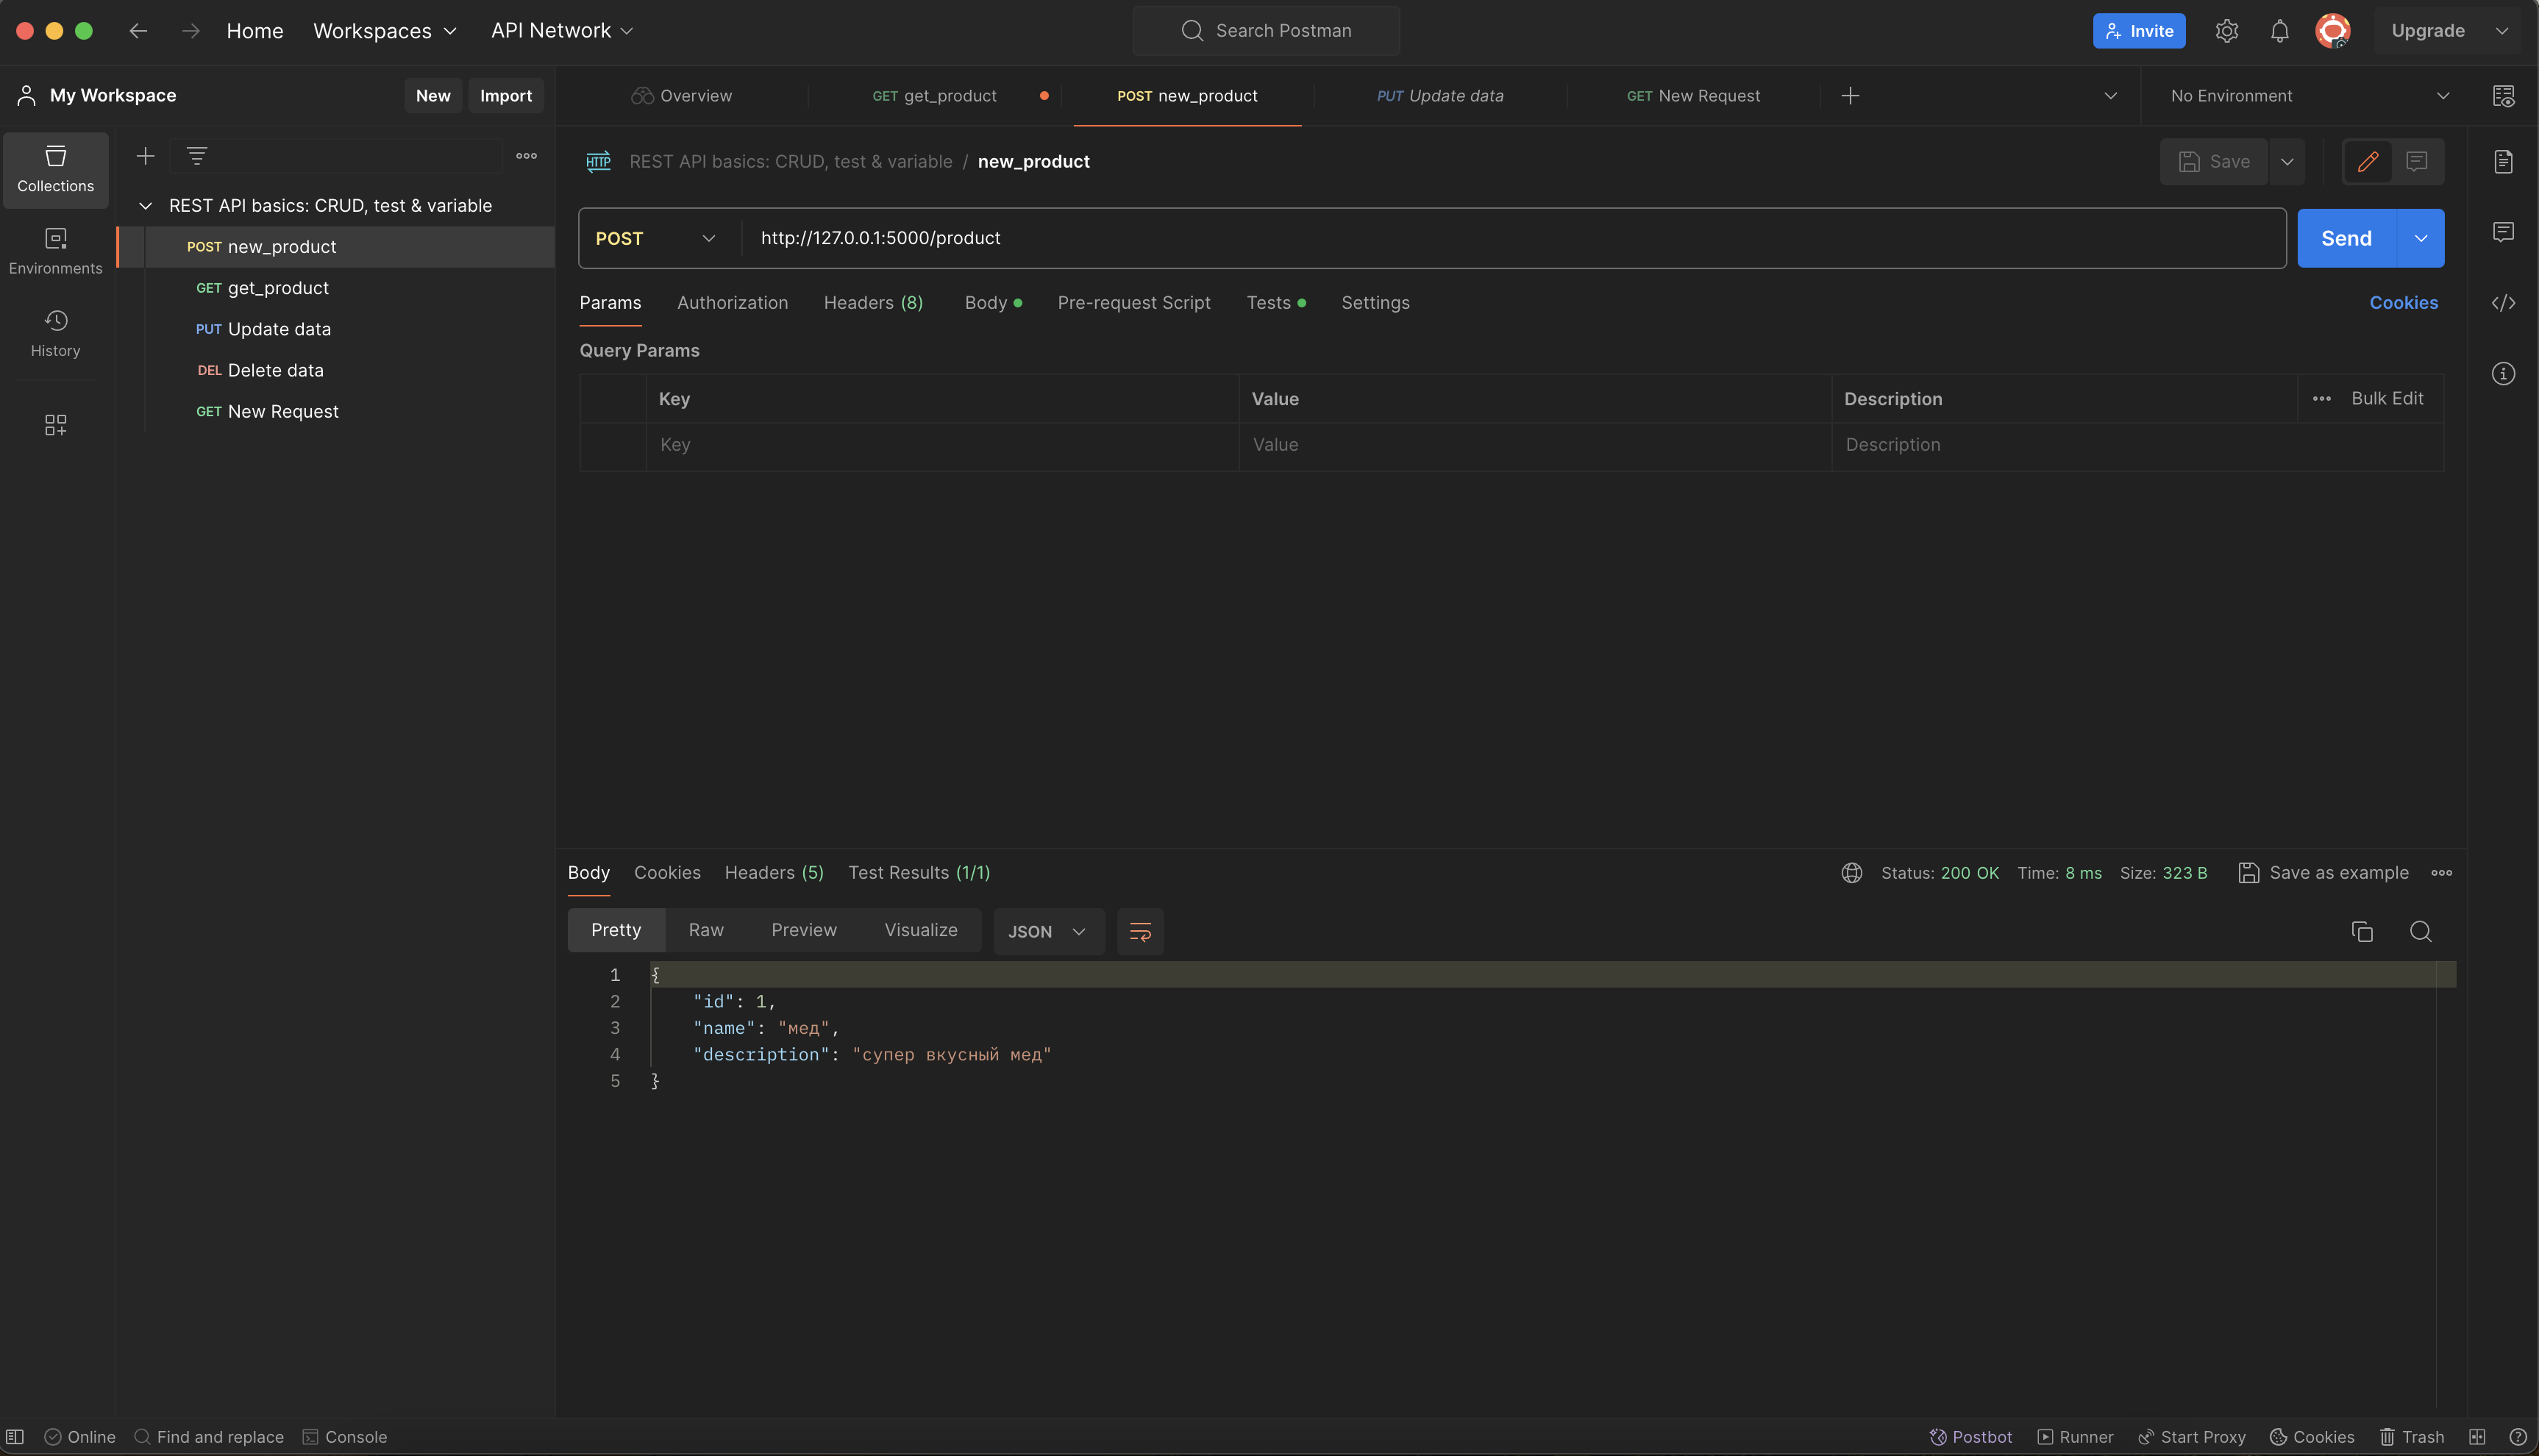 Home Workspaces API Network Search Postman Invite Upgrade
My Workspace New Import Overview GET get_product POST new_product PUT Update data GET New Request No Environment
Collections
Environments
History
REST API basics: CRUD, test & variable
POST new_product
GET get_product
PUT Update data
DEL Delete data
GET New Request
HTTP REST API basics: CRUD, test & variable / new_product Save
POST http://127.0.0.1:5000/product Send
Params Authorization Headers (8) Body Pre-request Script Tests Settings Cookies
Query Params
Key Value Description Bulk Edit
Key Value Description
Body Cookies Headers (5) Test Results (1/1) Status: 200 OK Time: 8 ms Size: 323 B Save as example
Pretty Raw Preview Visualize JSON
1 {
2 "id": 1,
3 "name": "мед",
4 "description": "супер вкусный мед"
5 }
Online Find and replace Console Postbot Runner Start Proxy Cookies Trash